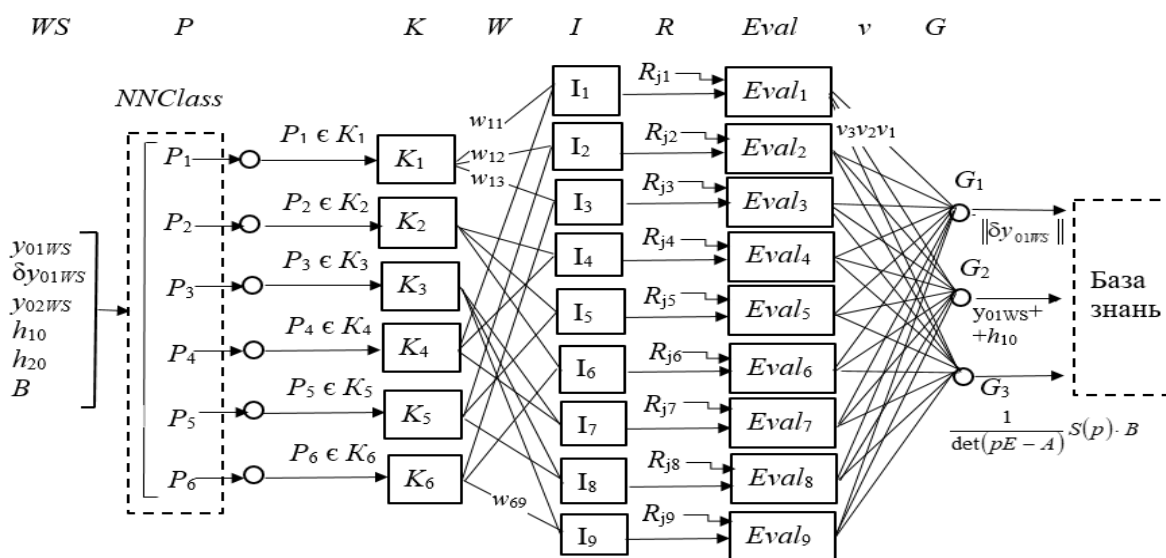 WS P K W I R Eval v G
NNClass
y₀₁WS
δy₀₁WS
y₀₂WS
h₁₀
h₂₀
B
P₁
P₂
P₃
P₄
P₅
P₆
P₁ є K₁
P₂ є K₂
P₃ є K₃
P₄ є K₄
P₅ є K₅
P₆ є K₆
K₁
K₂
K₃
K₄
K₅
K₆
w₁₁
w₁₂
w₁₃
w₆₉
I₁
I₂
I₃
I₄
I₅
I₆
I₇
I₈
I₉
Rj1
Rj2
Rj3
Rj4
Rj5
Rj6
Rj7
Rj8
Rj9
Eval₁
Eval₂
Eval₃
Eval₄
Eval₅
Eval₆
Eval₇
Eval₈
Eval₉
v₃v₂v₁
G₁
‖δy₀₁WS‖
G₂
y₀₁WS+
+h₁₀
G₃
1
det(pE − A)
S(p)· B
База
знань